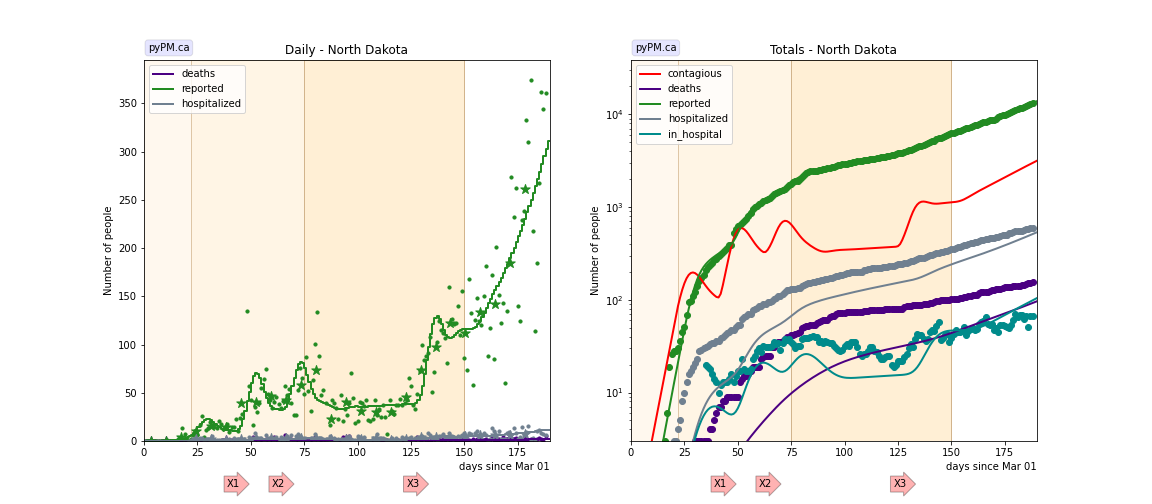 pyPM.ca
Daily - North Dakota
deaths
reported
hospitalized
Number of people
350
300
250
200
150
100
50
0
0 25 50 75 100 125 150 175
days since Mar 01
X1 X2 X3
pyPM.ca
Totals - North Dakota
contagious
deaths
reported
hospitalized
in_hospital
Number of people
10⁴
10³
10²
10¹
0 25 50 75 100 125 150 175
days since Mar 01
X1 X2 X3